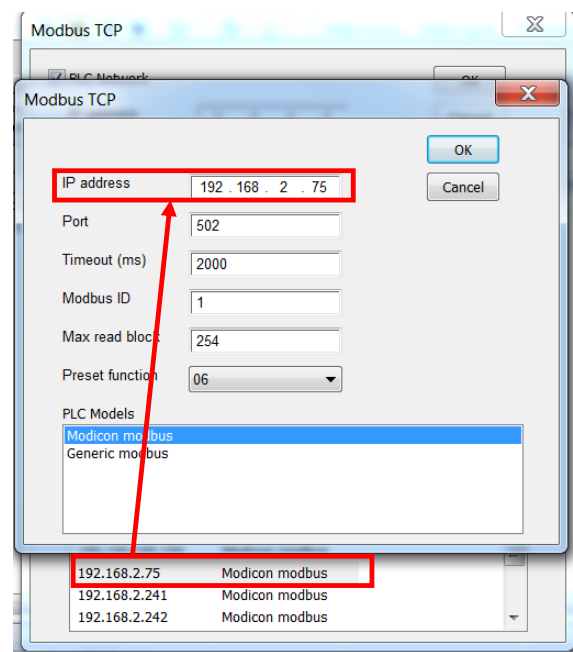 Modbus TCP
PLC Network
OK
Modbus TCP
OK
IP address 192 . 168 . 2 . 75 Cancel
Port 502
Timeout (ms) 2000
Modbus ID 1
Max read block 254
Preset function 06
PLC Models
Modicon modbus
Generic modbus
192.168.2.75 Modicon modbus
192.168.2.241 Modicon modbus
192.168.2.242 Modicon modbus